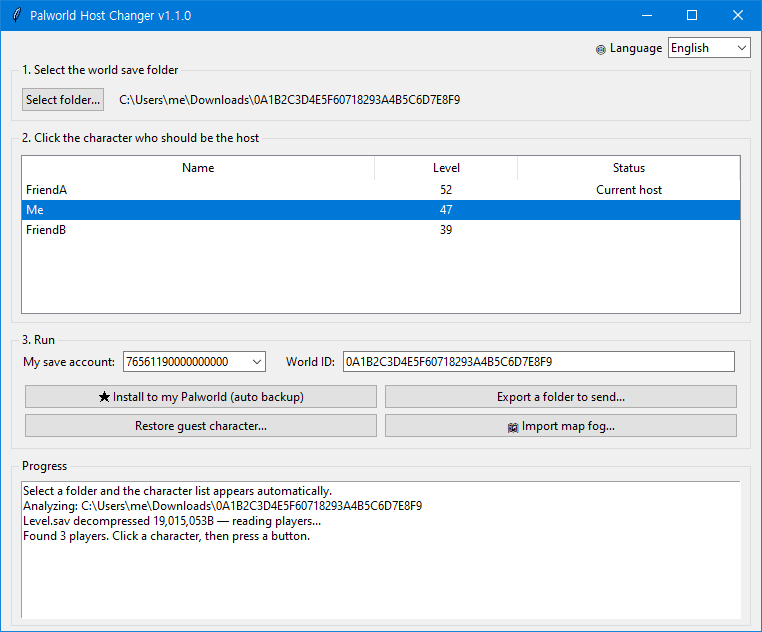 Palworld Host Changer v1.1.0
Language English
1. Select the world save folder
Select folder... C:\Users\me\Downloads\0A1B2C3D4E5F60718293A4B5C6D7E8F9
2. Click the character who should be the host
Name Level Status
FriendA 52 Current host
Me 47
FriendB 39
3. Run
My save account: 76561190000000000 World ID: 0A1B2C3D4E5F60718293A4B5C6D7E8F9
★ Install to my Palworld (auto backup) Export a folder to send...
Restore guest character... Import map fog...
Progress
Select a folder and the character list appears automatically.
Analyzing: C:\Users\me\Downloads\0A1B2C3D4E5F60718293A4B5C6D7E8F9
Level.sav decompressed 19,015,053B — reading players...
Found 3 players. Click a character, then press a button.